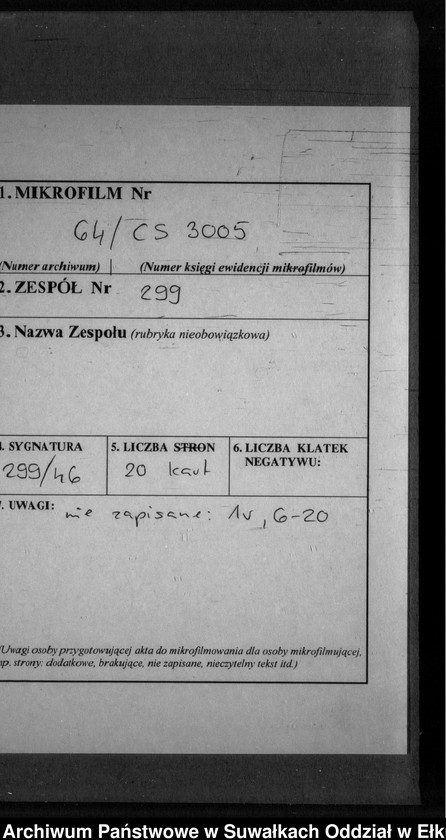 1. MIKROFILM Nr
64/CS 3005
(Numer archiwum) | (Numer księgi ewidencji mikrofilmów)
2. ZESPÓŁ Nr 299
3. Nazwa Zespołu (rubryka nieobowiązkowa)
4. SYGNATURA 5. LICZBA STRON 6. LICZBA KLATEK
NEGATYWU:
299/46 20 kart
7. UWAGI: nie zapisane: 1v, 6-20
(Uwagi osoby przygotowującej akta do mikrofilmowania dla osoby mikrofilmującej,
np. strony: dodatkowe, brakujące, nie zapisane, nieczytelny tekst itd.)
Archiwum Państwowe w Suwałkach Oddział w Ełk